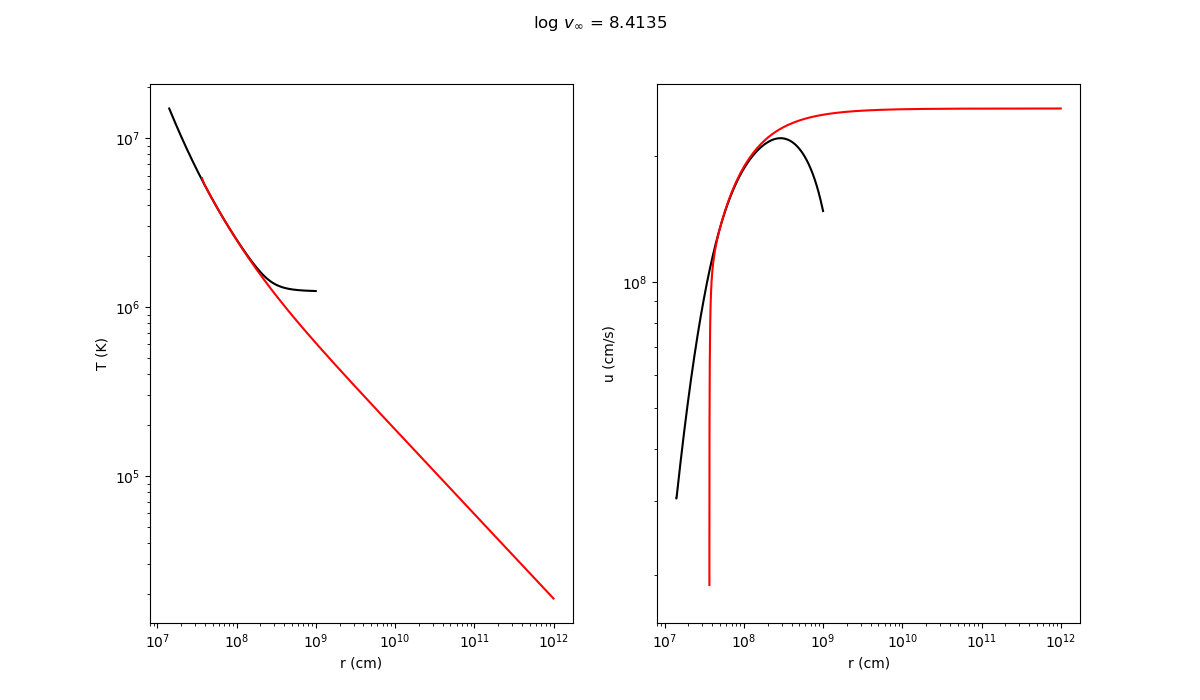 log v∞ = 8.4135
10⁷
10⁶
10⁵
T (K)
10⁷ 10⁸ 10⁹ 10¹⁰ 10¹¹ 10¹²
r (cm)
10⁸
u (cm/s)
10⁷ 10⁸ 10⁹ 10¹⁰ 10¹¹ 10¹²
r (cm)